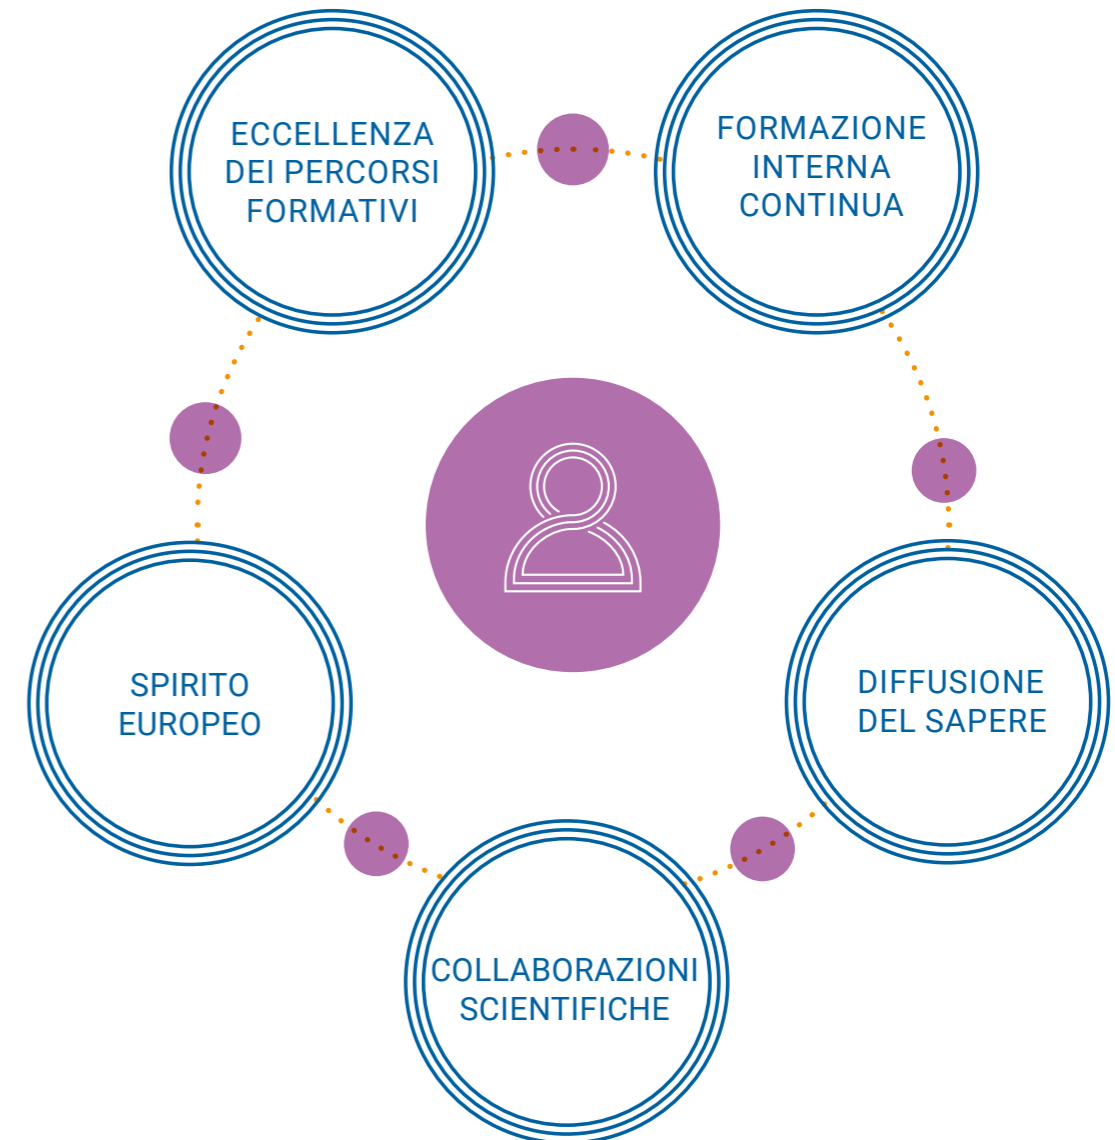 ECCELLENZA
DEI PERCORSI
FORMATIVI
FORMAZIONE
INTERNA
CONTINUA
SPIRITO
EUROPEO
DIFFUSIONE
DEL SAPERE
COLLABORAZIONI
SCIENTIFICHE